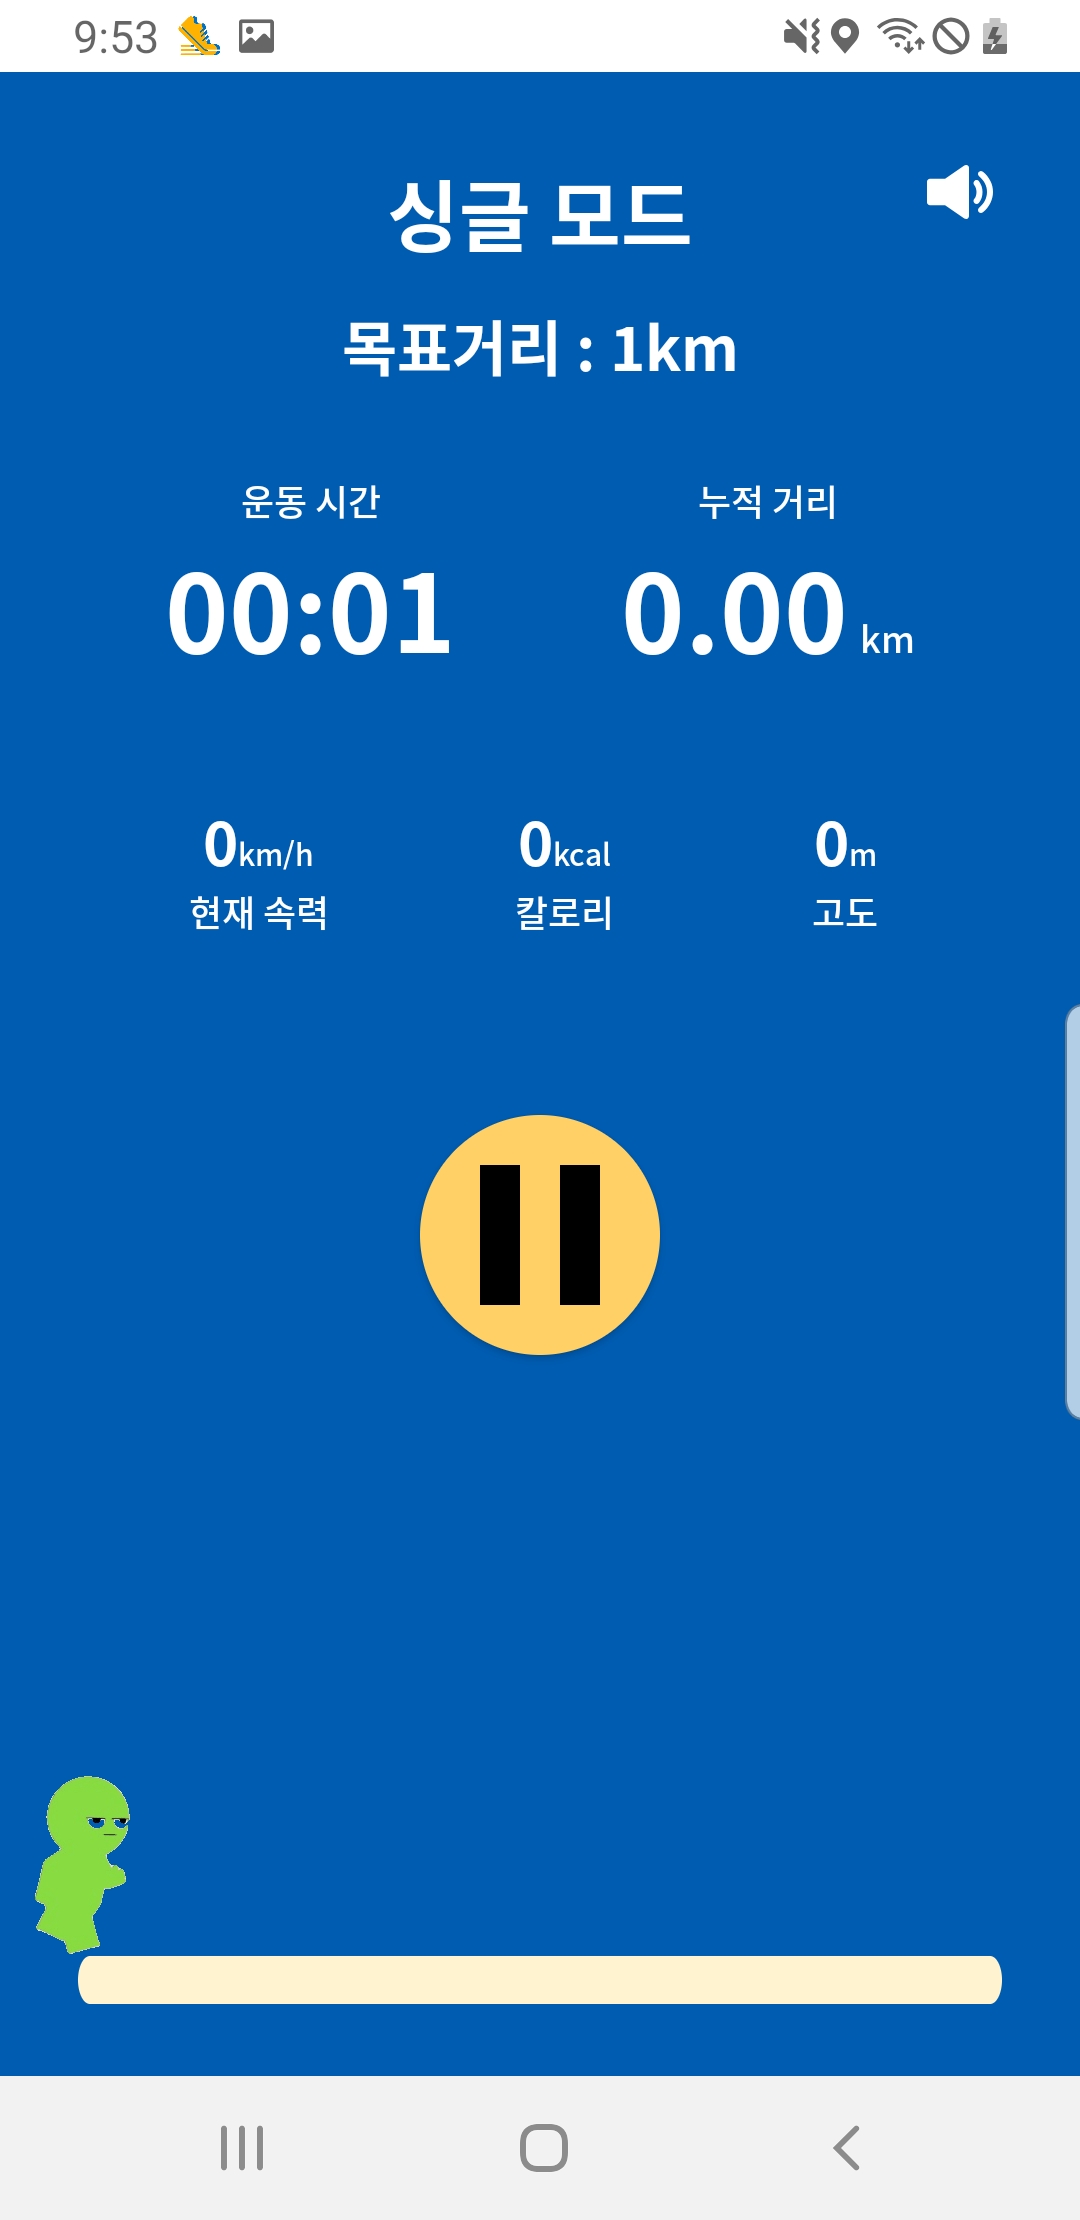 9:53
싱글 모드
목표거리 : 1km
운동 시간
누적 거리
00:01
0.00 km
0km/h
0kcal
0m
현재 속력
칼로리
고도